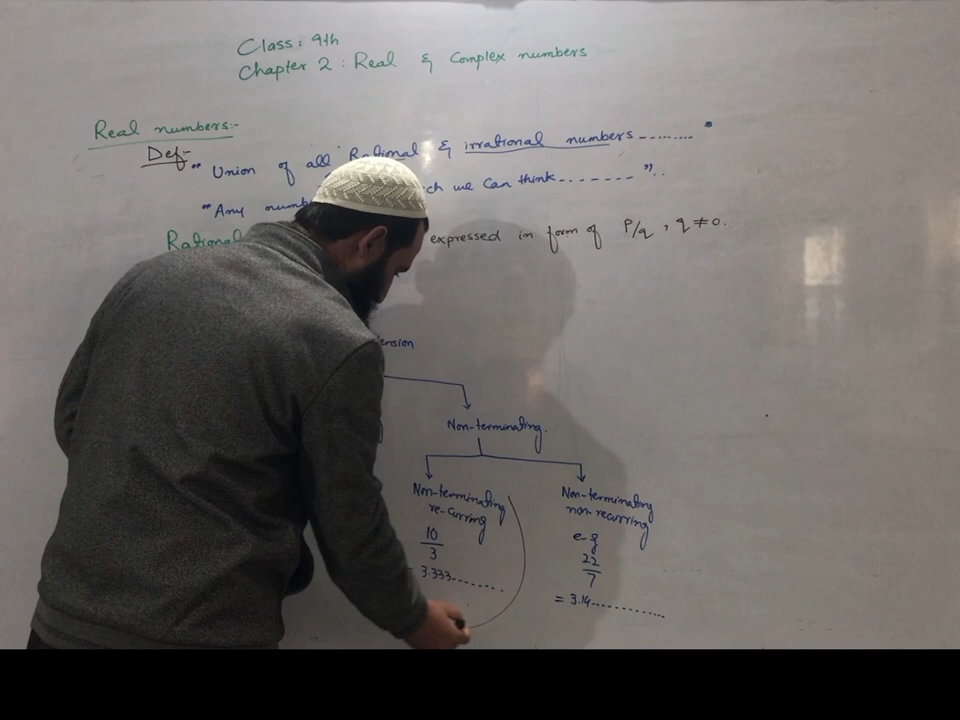 Class: 9th
Chapter 2: Real & Complex numbers
Real numbers:-
Def:-
" Union of all Rational & irrational numbers ......... "
"Any ch we can think....... "..
Rational expressed in form of P/q , q ≠ 0.
Non-terminating.
Non-terminating
re-curring
10
3
= 3.333.........
Non-terminating
non-recurring
e-g
22
7
= 3.14............